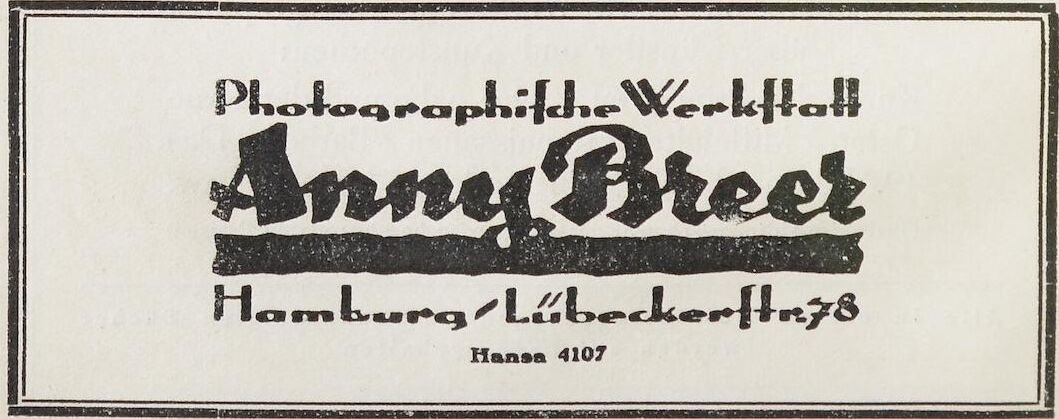 Photographiſche Werkſtatt
Anny Breer
Hamburg / Lübeckerſtr. 78
Hansa 4107